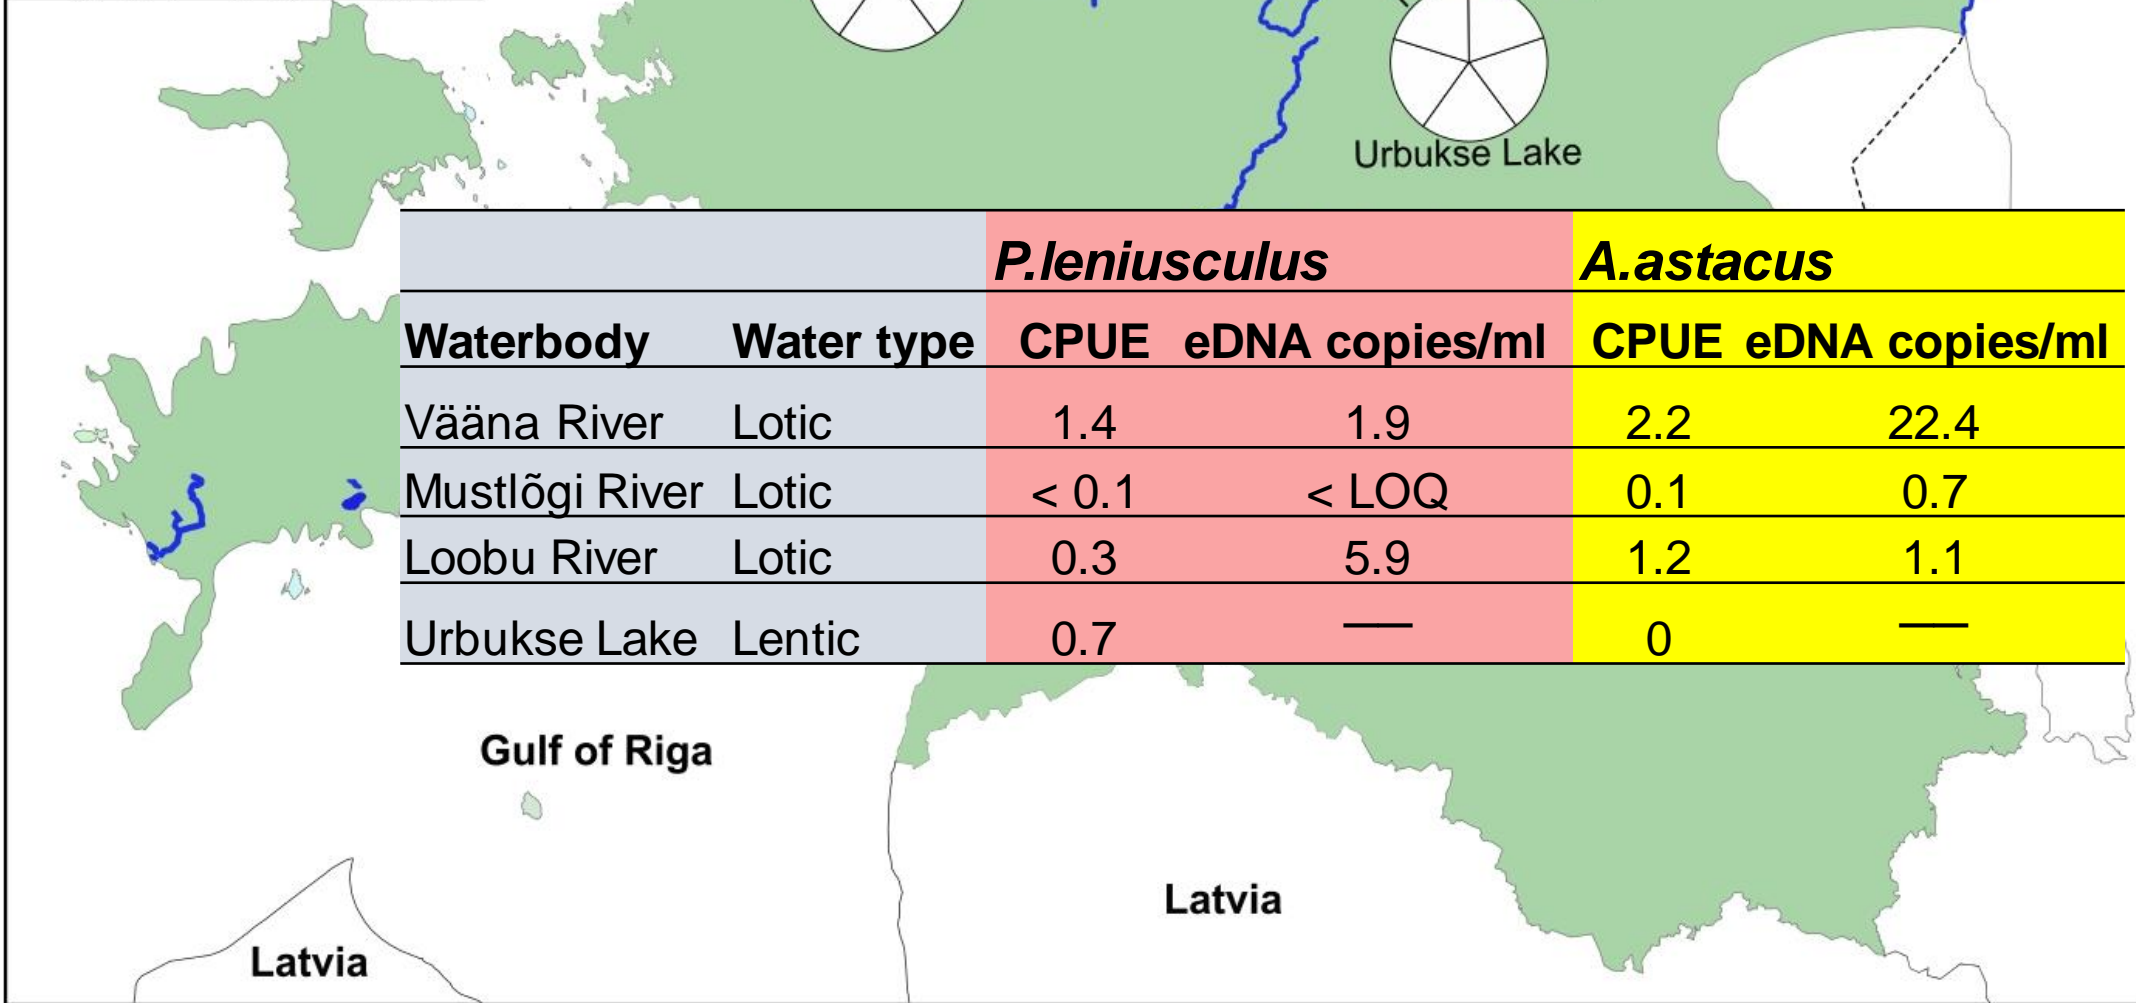 Urbukse Lake
P.leniusculus A.astacus
Waterbody Water type CPUE eDNA copies/ml CPUE eDNA copies/ml
Vääna River Lotic 1.4 1.9 2.2 22.4
Mustlõgi River Lotic < 0.1 < LOQ 0.1 0.7
Loobu River Lotic 0.3 5.9 1.2 1.1
Urbukse Lake Lentic 0.7 — 0 —
Gulf of Riga
Latvia
Latvia